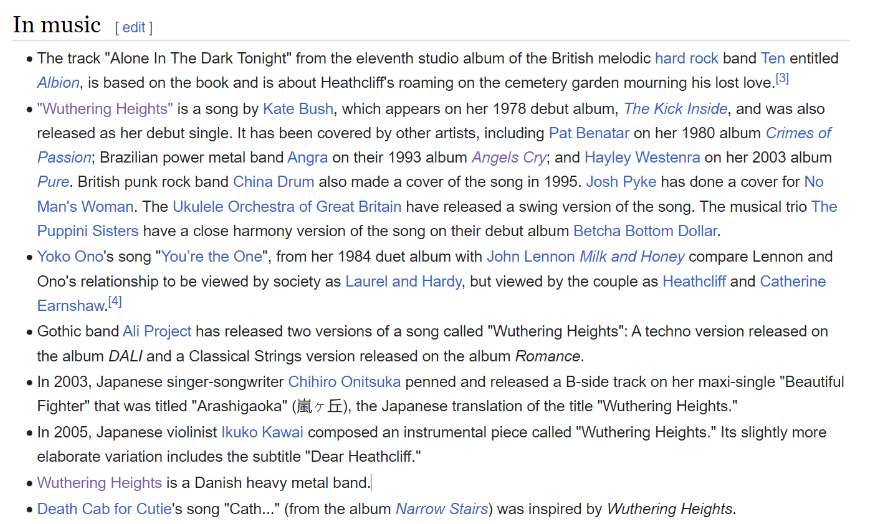 In music [ edit ]
• The track "Alone In The Dark Tonight" from the eleventh studio album of the British melodic hard rock band Ten entitled
Albion, is based on the book and is about Heathcliff's roaming on the cemetery garden mourning his lost love.[3]
• "Wuthering Heights" is a song by Kate Bush, which appears on her 1978 debut album, The Kick Inside, and was also
released as her debut single. It has been covered by other artists, including Pat Benatar on her 1980 album Crimes of
Passion; Brazilian power metal band Angra on their 1993 album Angels Cry; and Hayley Westenra on her 2003 album
Pure. British punk rock band China Drum also made a cover of the song in 1995. Josh Pyke has done a cover for No
Man's Woman. The Ukulele Orchestra of Great Britain have released a swing version of the song. The musical trio The
Puppini Sisters have a close harmony version of the song on their debut album Betcha Bottom Dollar.
• Yoko Ono's song "You're the One", from her 1984 duet album with John Lennon Milk and Honey compare Lennon and
Ono's relationship to be viewed by society as Laurel and Hardy, but viewed by the couple as Heathcliff and Catherine
Earnshaw.[4]
• Gothic band Ali Project has released two versions of a song called "Wuthering Heights": A techno version released on
the album DALI and a Classical Strings version released on the album Romance.
• In 2003, Japanese singer-songwriter Chihiro Onitsuka penned and released a B-side track on her maxi-single "Beautiful
Fighter" that was titled "Arashigaoka" (嵐ヶ丘), the Japanese translation of the title "Wuthering Heights."
• In 2005, Japanese violinist Ikuko Kawai composed an instrumental piece called "Wuthering Heights." Its slightly more
elaborate variation includes the subtitle "Dear Heathcliff."
• Wuthering Heights is a Danish heavy metal band.
• Death Cab for Cutie's song "Cath..." (from the album Narrow Stairs) was inspired by Wuthering Heights.